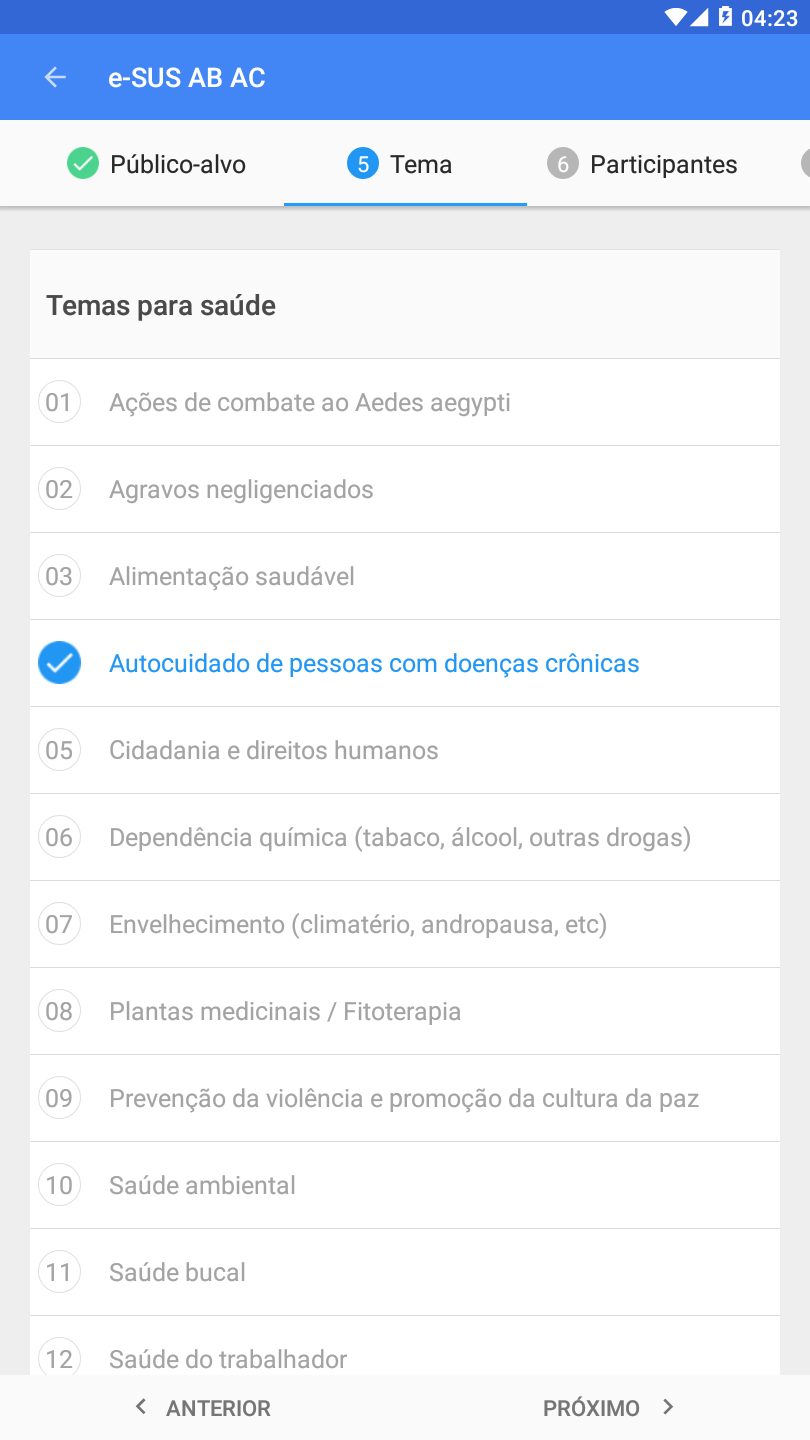 04:23
e-SUS AB AC
Público-alvo
5 Tema
6 Participantes
Temas para saúde
01 Ações de combate ao Aedes aegypti
02 Agravos negligenciados
03 Alimentação saudável
Autocuidado de pessoas com doenças crônicas
05 Cidadania e direitos humanos
06 Dependência química (tabaco, álcool, outras drogas)
07 Envelhecimento (climatério, andropausa, etc)
08 Plantas medicinais / Fitoterapia
09 Prevenção da violência e promoção da cultura da paz
10 Saúde ambiental
11 Saúde bucal
12 Saúde do trabalhador
ANTERIOR
PRÓXIMO